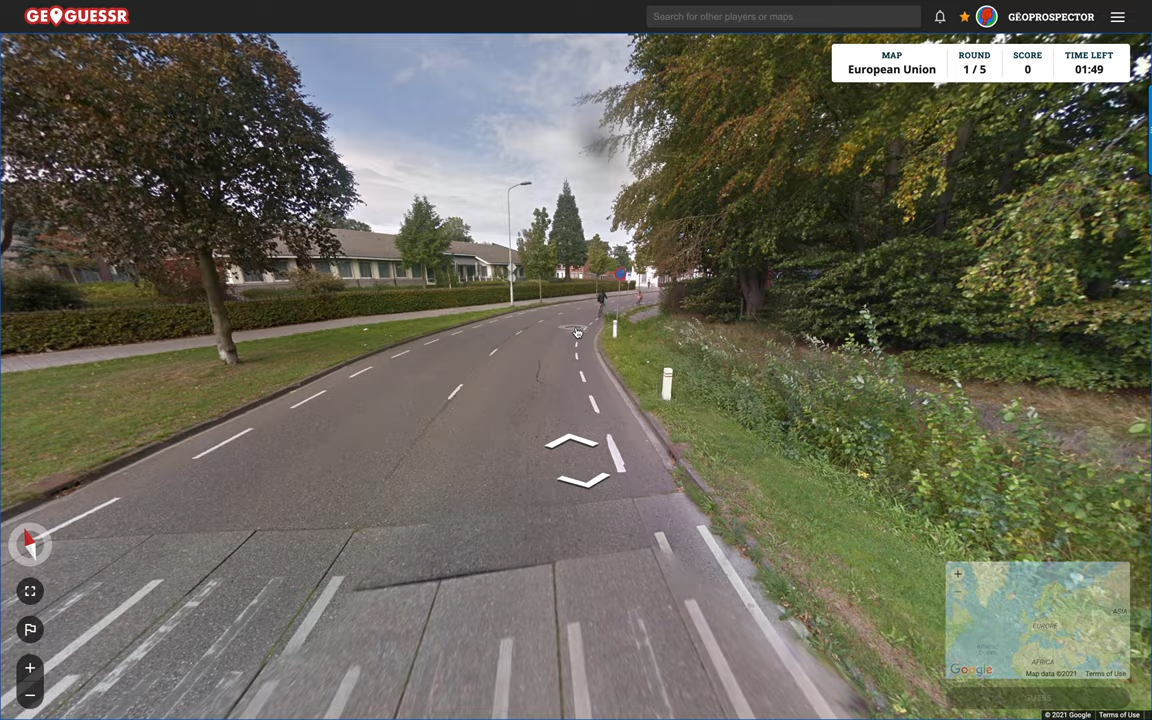 GEOGUESSR
Search for other players or maps
GEOPROSPECTOR
MAP
European Union
ROUND
1 / 5
SCORE
0
TIME LEFT
01:49
ASIA
EUROPE
AFRICA
Google
Map data ©2021 Terms of Use
GUESS
© 2021 Google Terms of Use